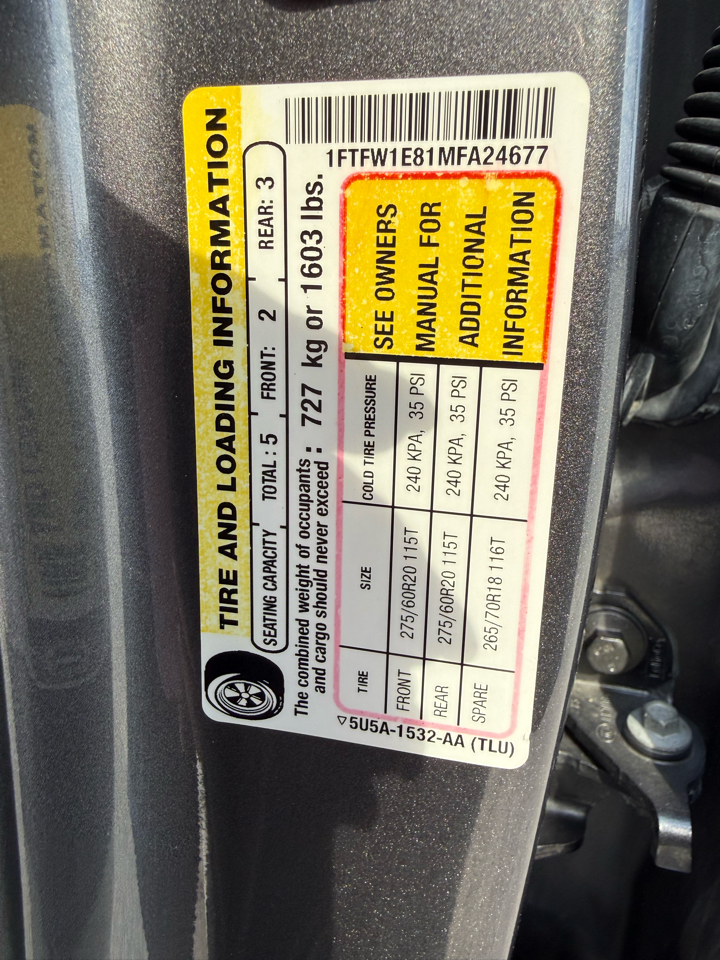 1FTFW1E81MFA24677
TIRE AND LOADING INFORMATION
SEATING CAPACITY TOTAL : 5 FRONT: 2 REAR: 3
The combined weight of occupants
and cargo should never exceed : 727 kg or 1603 lbs.
TIRE SIZE COLD TIRE PRESSURE
FRONT 275/60R20 115T 240 KPA, 35 PSI
REAR 275/60R20 115T 240 KPA, 35 PSI
SPARE 265/70R18 116T 240 KPA, 35 PSI
SEE OWNERS
MANUAL FOR
ADDITIONAL
INFORMATION
▽5U5A-1532-AA (TLU)